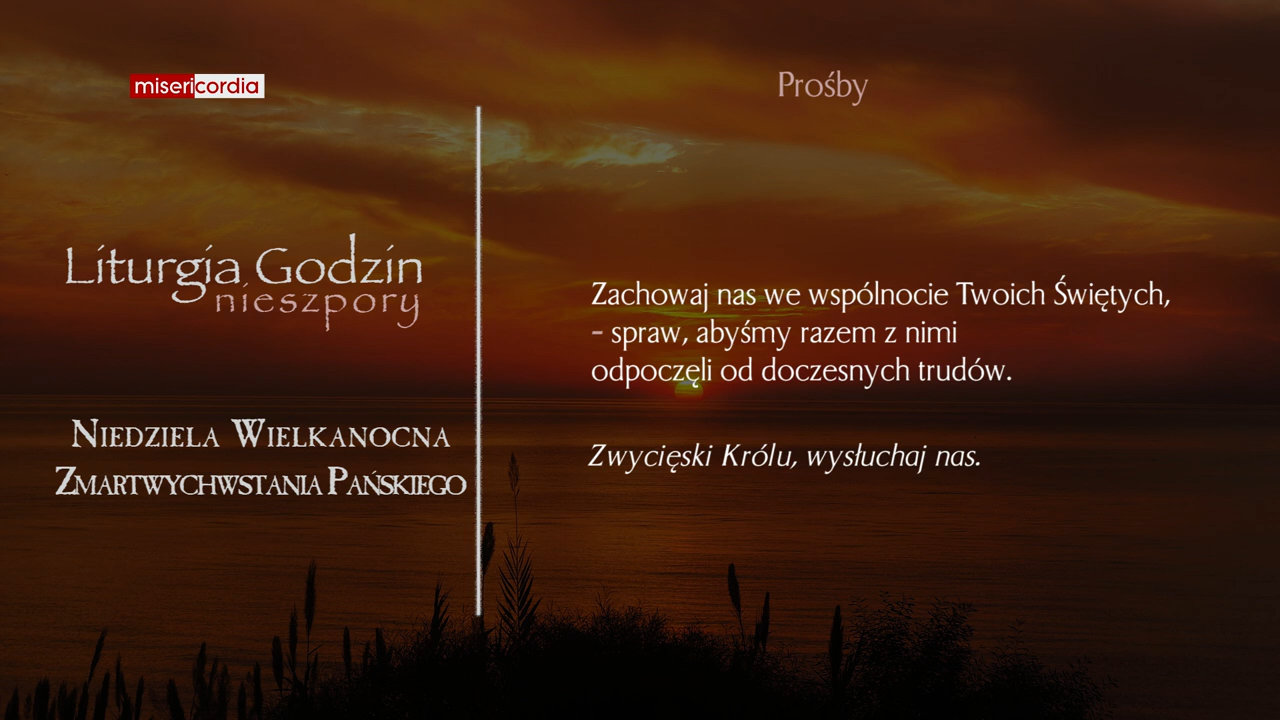 misericordia
Prośby
Liturgia Godzin
nieszpory
Niedziela Wielkanocna
Zmartwychwstania Pańskiego
Zachowaj nas we wspólnocie Twoich Świętych,
- spraw, abyśmy razem z nimi
odpoczęli od doczesnych trudów.
Zwycięski Królu, wysłuchaj nas.